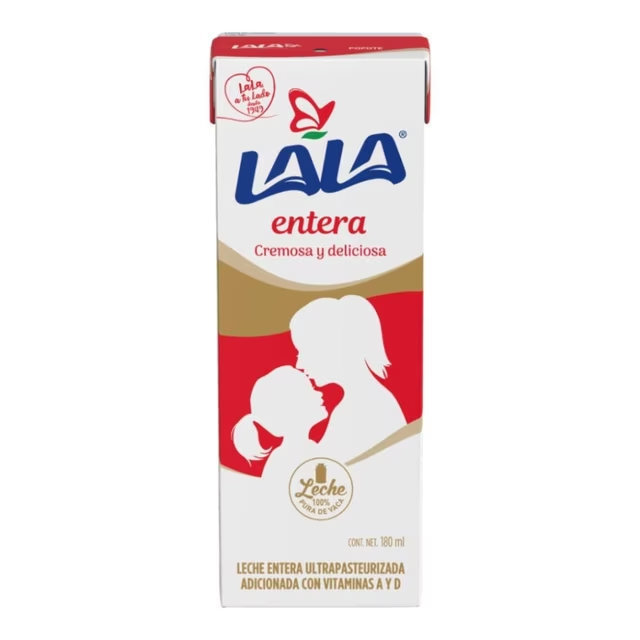 LALA
POPOTE
LaLa
a tu Lado
desde
1949
LALA®
entera
Cremosa y deliciosa
Leche
100%
PURA DE VACA
CONT. NET. 180 ml
LECHE ENTERA ULTRAPASTEURIZADA
ADICIONADA CON VITAMINAS A Y D